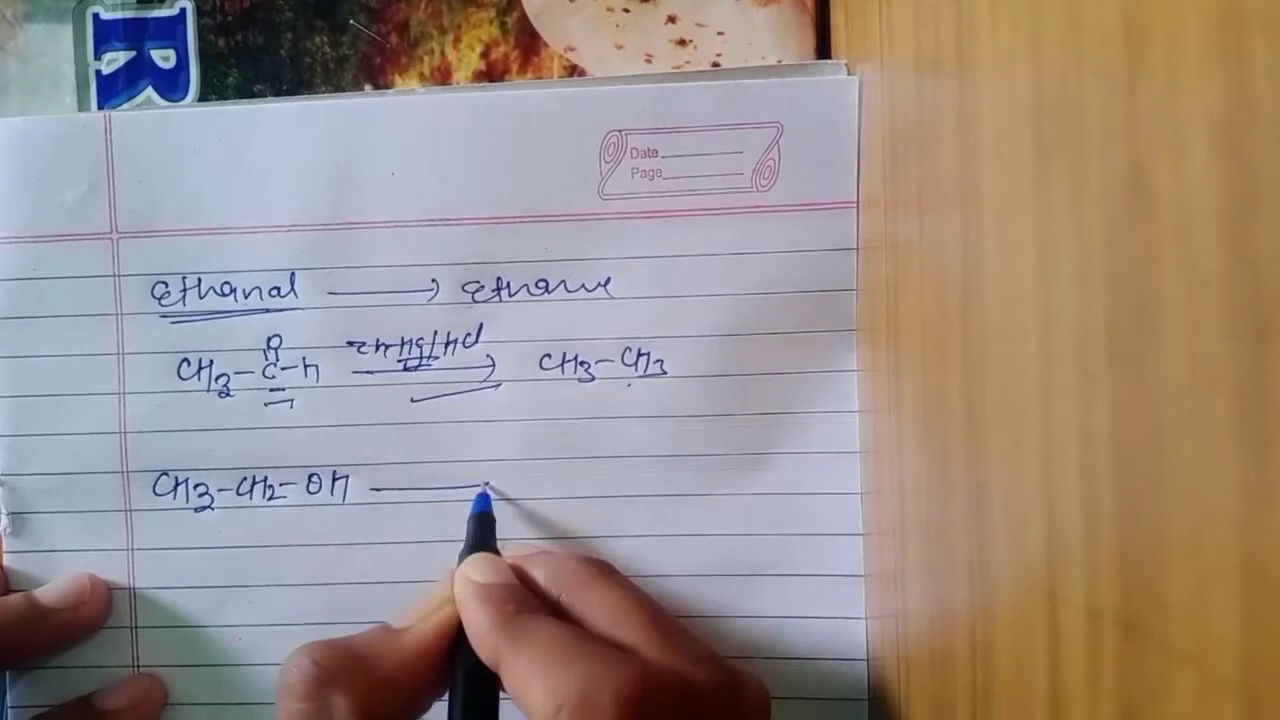 R
Date
Page
Ethanal → Ethane
O
CH3-C-H → CH3-CH3
CH3-CH2-OH